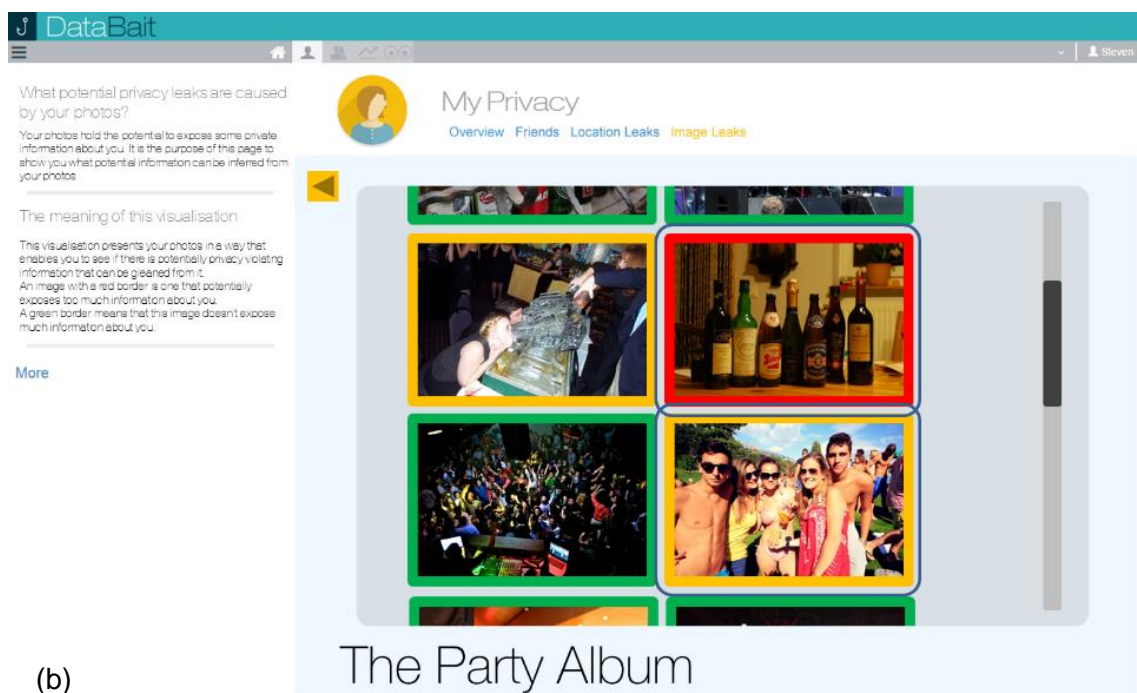 DataBait
Steven
What potential privacy leaks are caused
by your photos?
Your photos hold the potential to expose some private
information about you. It is the purpose of this page to
show you what potential information can be inferred from
your photos
The meaning of this visualisation
This visualisation presents your photos in a way that
enables you to see if there is potentially privacy violating
information that can be gleaned from it.
An image with a red border is one that potentially
exposes too much information about you.
A green border means that this image doesn't expose
much information about you.
More
My Privacy
Overview Friends Location Leaks Image Leaks
The Party Album
(b)